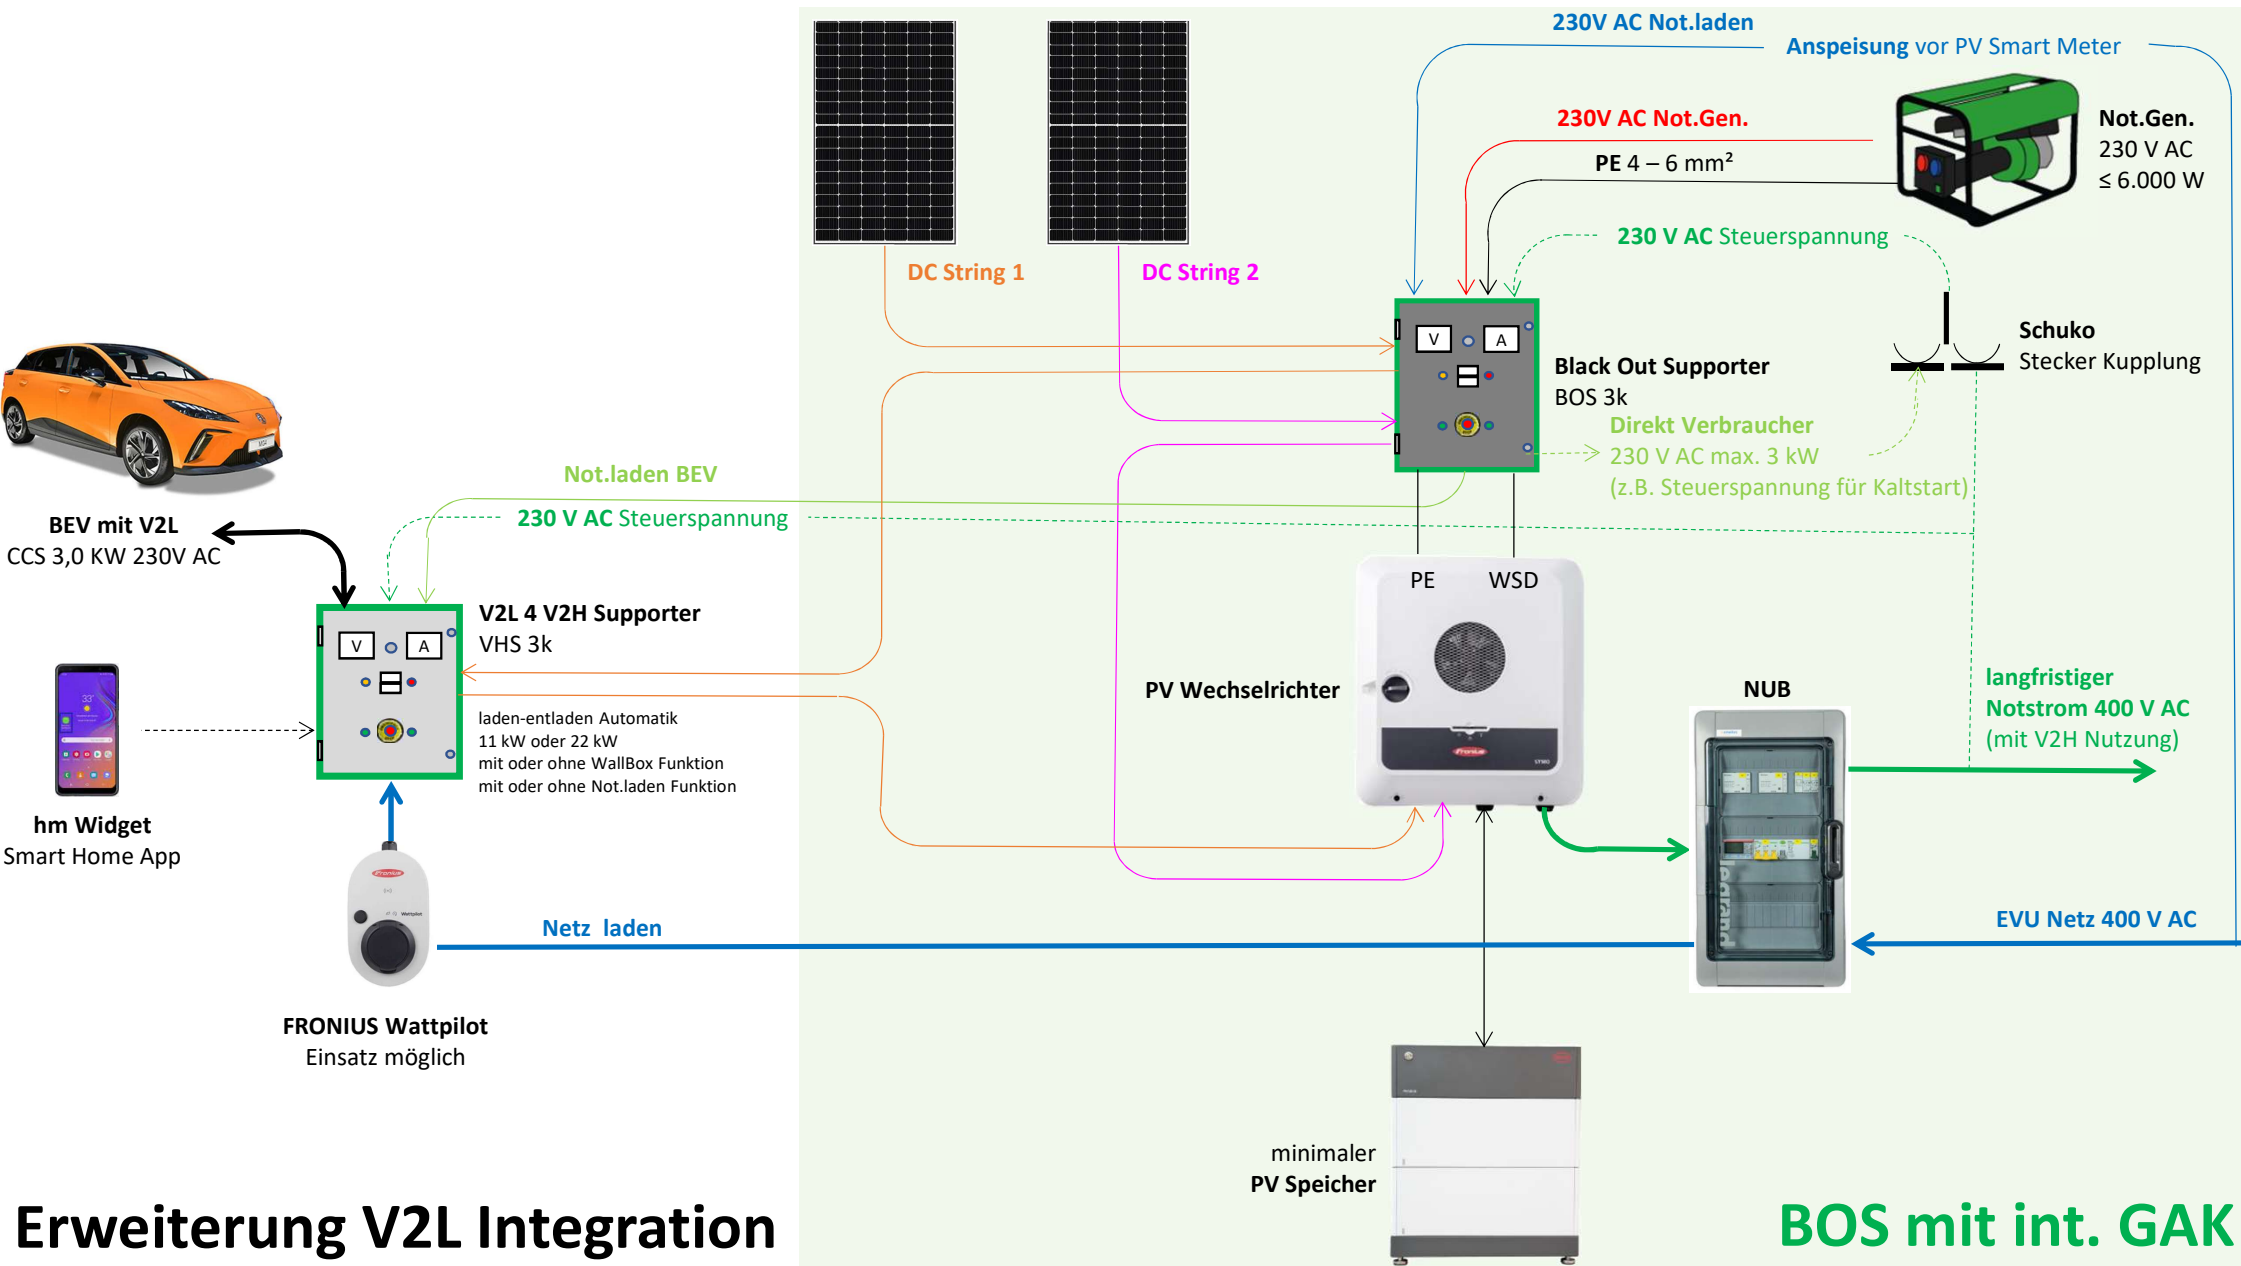 230V AC Not.laden
Anspeisung vor PV Smart Meter
230V AC Not.Gen.
PE 4 – 6 mm²
Not.Gen.
230 V AC
≤ 6.000 W
230 V AC Steuerspannung
DC String 1
DC String 2
V
A
Black Out Supporter
BOS 3k
Schuko
Stecker Kupplung
Direkt Verbraucher
230 V AC max. 3 kW
(z.B. Steuerspannung für Kaltstart)
Not.laden BEV
230 V AC Steuerspannung
BEV mit V2L
CCS 3,0 KW 230V AC
V2L 4 V2H Supporter
VHS 3k
V
A
laden-entladen Automatik
11 kW oder 22 kW
mit oder ohne WallBox Funktion
mit oder ohne Not.laden Funktion
hm Widget
Smart Home App
PE
WSD
PV Wechselrichter
Fronius
NUB
legrand
langfristiger
Notstrom 400 V AC
(mit V2H Nutzung)
Fronius
Wattpilot
Netz laden
EVU Netz 400 V AC
FRONIUS Wattpilot
Einsatz möglich
minimaler
PV Speicher
Erweiterung V2L Integration
BOS mit int. GAK